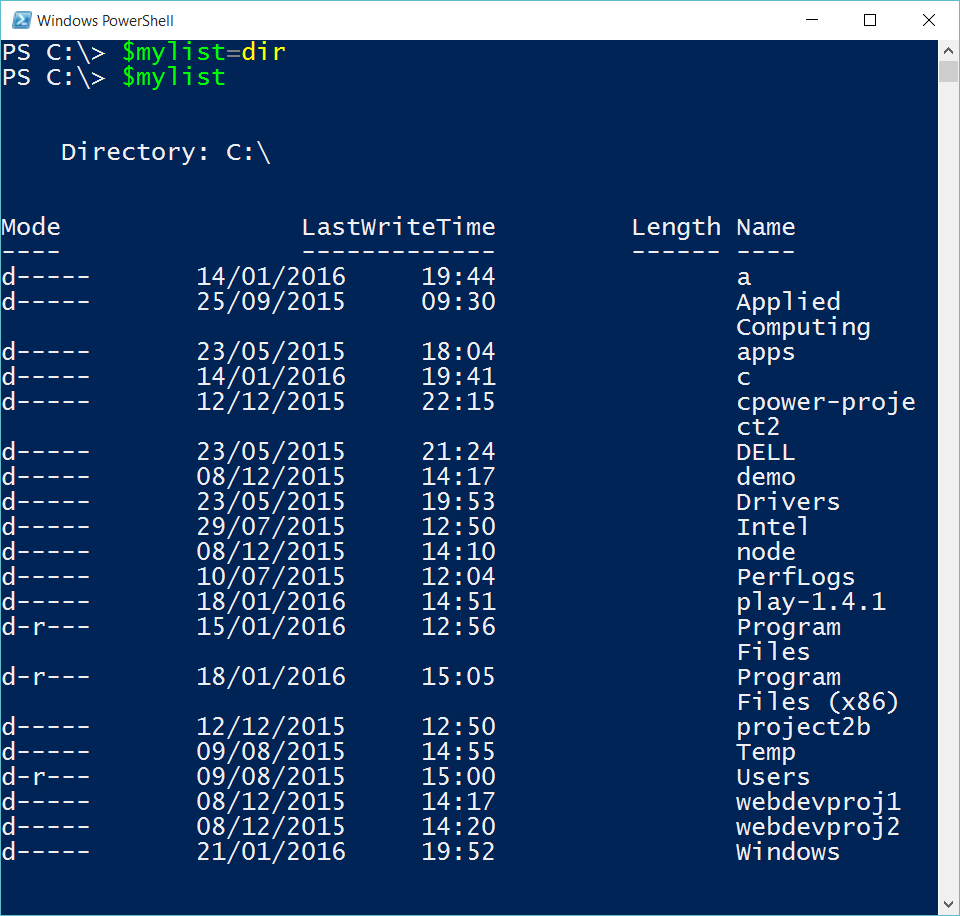 Windows PowerShell
PS C:\> $mylist=dir
PS C:\> $mylist
Directory: C:\
Mode LastWriteTime Length Name
---- ------------- ------ ----
d----- 14/01/2016 19:44 a
d----- 25/09/2015 09:30 Applied
Computing
d----- 23/05/2015 18:04 apps
d----- 14/01/2016 19:41 c
d----- 12/12/2015 22:15 cpower-proje
ct2
d----- 23/05/2015 21:24 DELL
d----- 08/12/2015 14:17 demo
d----- 23/05/2015 19:53 Drivers
d----- 29/07/2015 12:50 Intel
d----- 08/12/2015 14:10 node
d----- 10/07/2015 12:04 PerfLogs
d----- 18/01/2016 14:51 play-1.4.1
d-r--- 15/01/2016 12:56 Program
Files
d-r--- 18/01/2016 15:05 Program
Files (x86)
d----- 12/12/2015 12:50 project2b
d----- 09/08/2015 14:55 Temp
d-r--- 09/08/2015 15:00 Users
d----- 08/12/2015 14:17 webdevproj1
d----- 08/12/2015 14:20 webdevproj2
d----- 21/01/2016 19:52 Windows